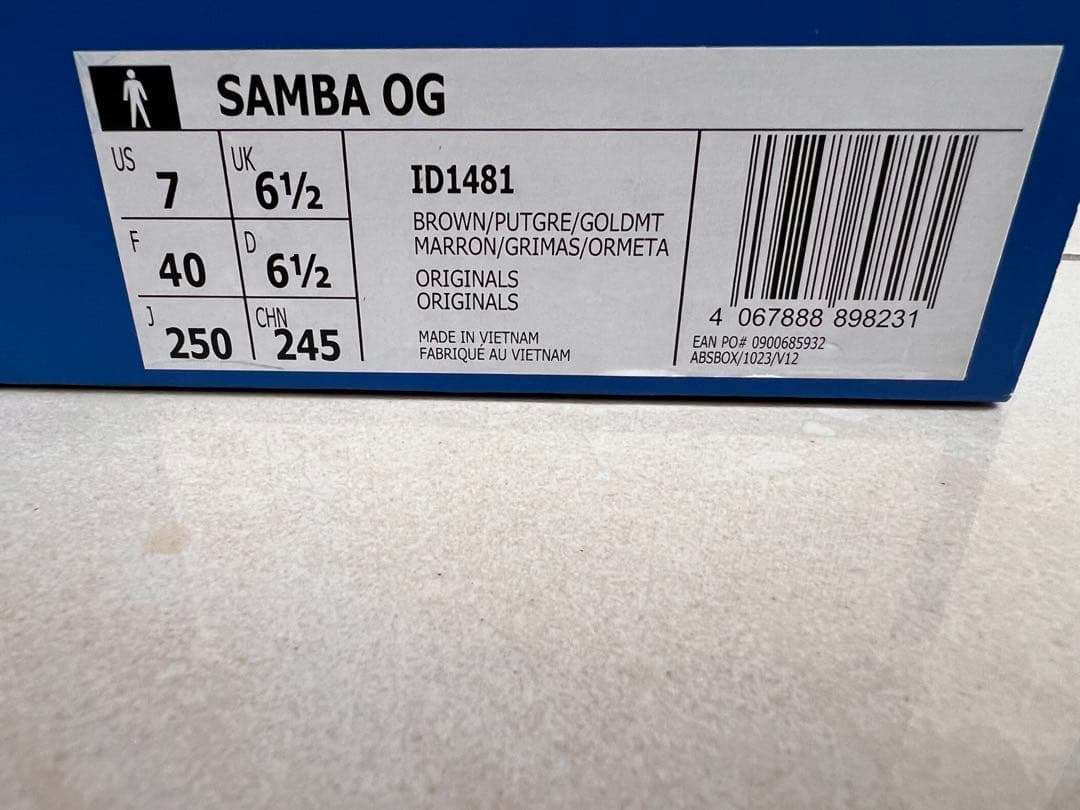 SAMBA OG
US 7 UK 6½
F 40 D 6½
J 250 CHN 245
ID1481
BROWN/PUTGRE/GOLDMT
MARRON/GRIMAS/ORMETA
ORIGINALS
ORIGINALS
MADE IN VIETNAM
FABRIQUÉ AU VIETNAM
4 067888 898231
EAN PO# 0900685932
ABSBOX/1023/V12